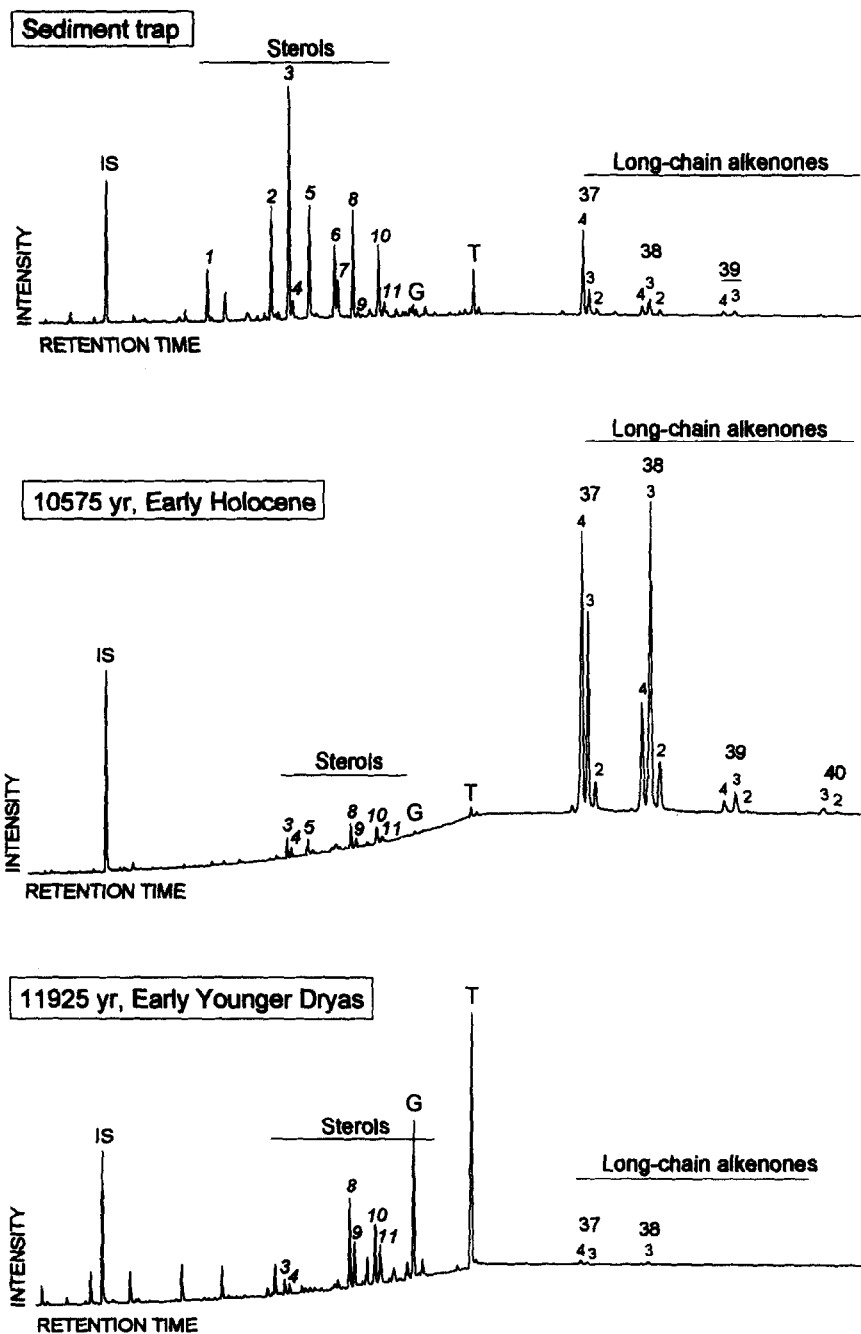 Sediment trap
Sterols
3
IS
Long-chain alkenones
37
2
5
8
4
1
6
10
38
T
7
3
39
4
9
11
G
2
4
3
2
4
3
INTENSITY
RETENTION TIME
Long-chain alkenones
10575 yr, Early Holocene
38
37
3
4
3
IS
4
Sterols
2
39
2
T
8
10
3
4
5
9
11
G
4
3
2
40
3
2
INTENSITY
RETENTION TIME
11925 yr, Early Younger Dryas
T
G
IS
Sterols
Long-chain alkenones
8
10
9
11
37
38
3
4
4
3
3
INTENSITY
RETENTION TIME